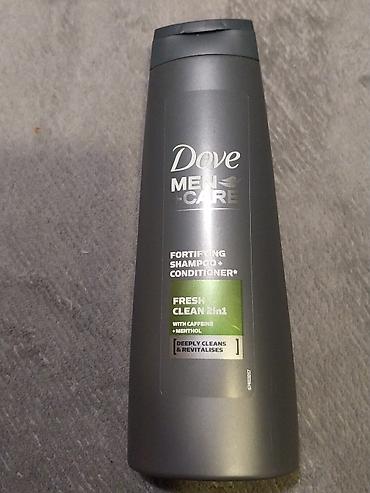 Dove
MEN
+CARE
FORTIFYING
SHAMPOO +
CONDITIONER*
FRESH
CLEAN 2in1
WITH CAFFEINE
+ MENTHOL
[DEEPLY CLEANS
& REVITALISES]